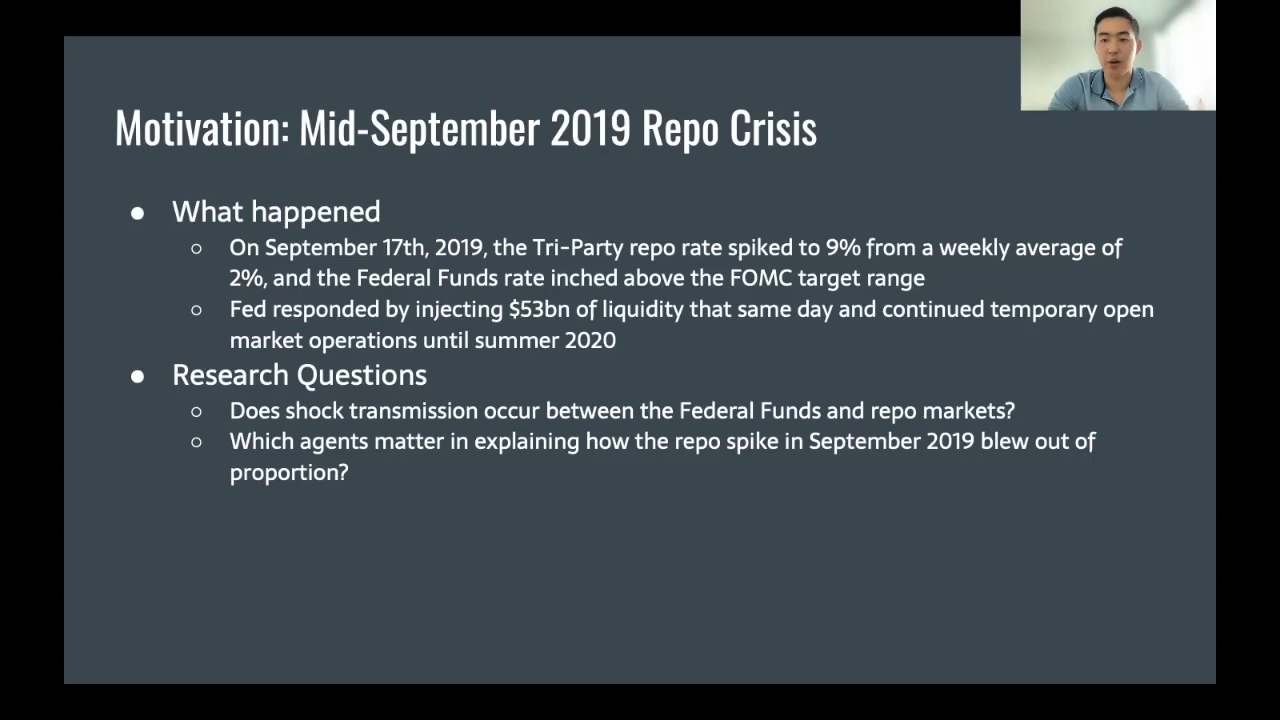 Motivation: Mid-September 2019 Repo Crisis
● What happened
○ On September 17th, 2019, the Tri-Party repo rate spiked to 9% from a weekly average of
2%, and the Federal Funds rate inched above the FOMC target range
○ Fed responded by injecting $53bn of liquidity that same day and continued temporary open
market operations until summer 2020
● Research Questions
○ Does shock transmission occur between the Federal Funds and repo markets?
○ Which agents matter in explaining how the repo spike in September 2019 blew out of
proportion?